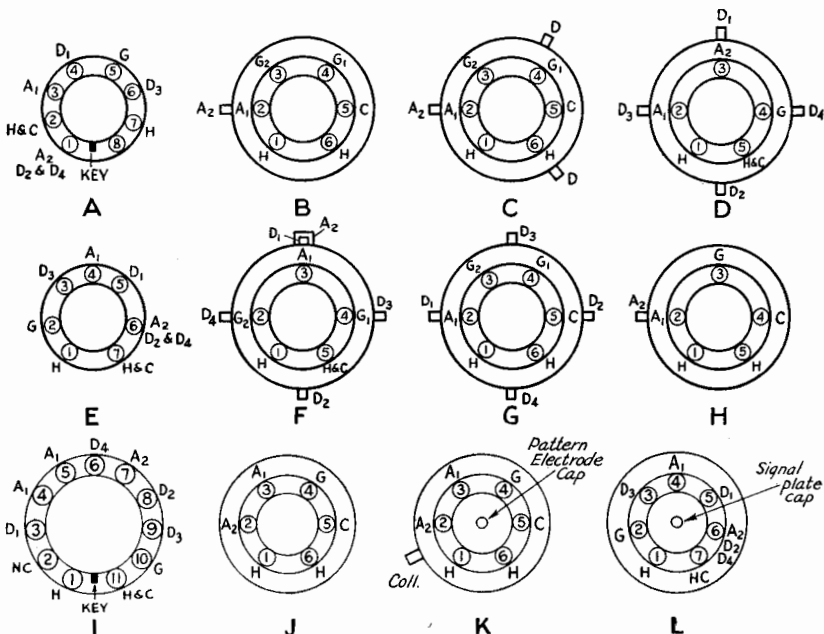 D1 G
A1 4 5 D3
3 6
H&C 2 7 H
1 8
A2
D2 & D4
KEY
A
G2 3 4 G1
A2 A1 2 5 C
H 1 6 H
B
D
G2 3 4 G1
A2 A1 2 5 C
H 1 6 H
D
C
D1
A2
3
D3 A1 2 4 G D4
H 1 5 H&C
D2
D
A1
D3 4 D1
3 5
G 2 6 A2
D2 & D4
1 7
H H&C
E
D1 A2
A1
3
D4 G2 2 4 G1 D3
H 1 5 H&C
D2
F
D3
G2 3 4 G1
D1 A1 2 5 C D2
H 1 6 H
D4
G
G
3
A2 A1 2 4 C
H 1 5 H
H
D4
A1 6 A2
5 7
A1 4 8 D2
D1 3 9 D3
NC 2 10 G
H 1 11 H&C
KEY
I
A1 3 4 G
A2 2 5 C
H 1 6 H
J
Pattern
Electrode
Cap
A1 3 4 G
A2 2 5 C
H 1 6 H
Coll.
K
Signal
plate
cap
A1
D3 4 D1
3 5
G 2 6 A2
D2
D4
H 1 7 HC
L